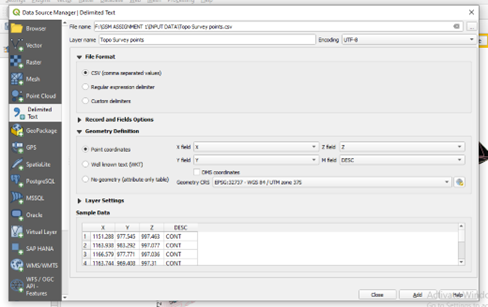 Data Source Manager | Delimited Text
Browser
Vector
Raster
Mesh
Point Cloud
Delimited
Text
GeoPackage
GPS
SpatiaLite
PostgreSQL
MSSQL
Oracle
Virtual Layer
SAP HANA
WMS/WMTS
WFS / OGC
API -
Features
File name F:\GSM ASSIGNMENT 1\INPUT DATA\Topo Survey points.csv
Layer name Topo Survey points Encoding UTF-8
File Format
CSV (comma separated values)
Regular expression delimiter
Custom delimiters
Record and Fields Options
Geometry Definition
Point coordinates X field X Z field Z
Well known text (WKT) Y field Y M field DESC
DMS coordinates
No geometry (attribute only table) Geometry CRS EPSG:32737 - WGS 84 / UTM zone 37S
Layer Settings
Sample Data
X Y Z DESC
1 1151.288 977.545 897.463 CONT
2 1163.938 963.292 997.077 CONT
3 1166.579 977.771 997.036 CONT
4 1163.744 969.408 997.31 CONT
Close Add Help